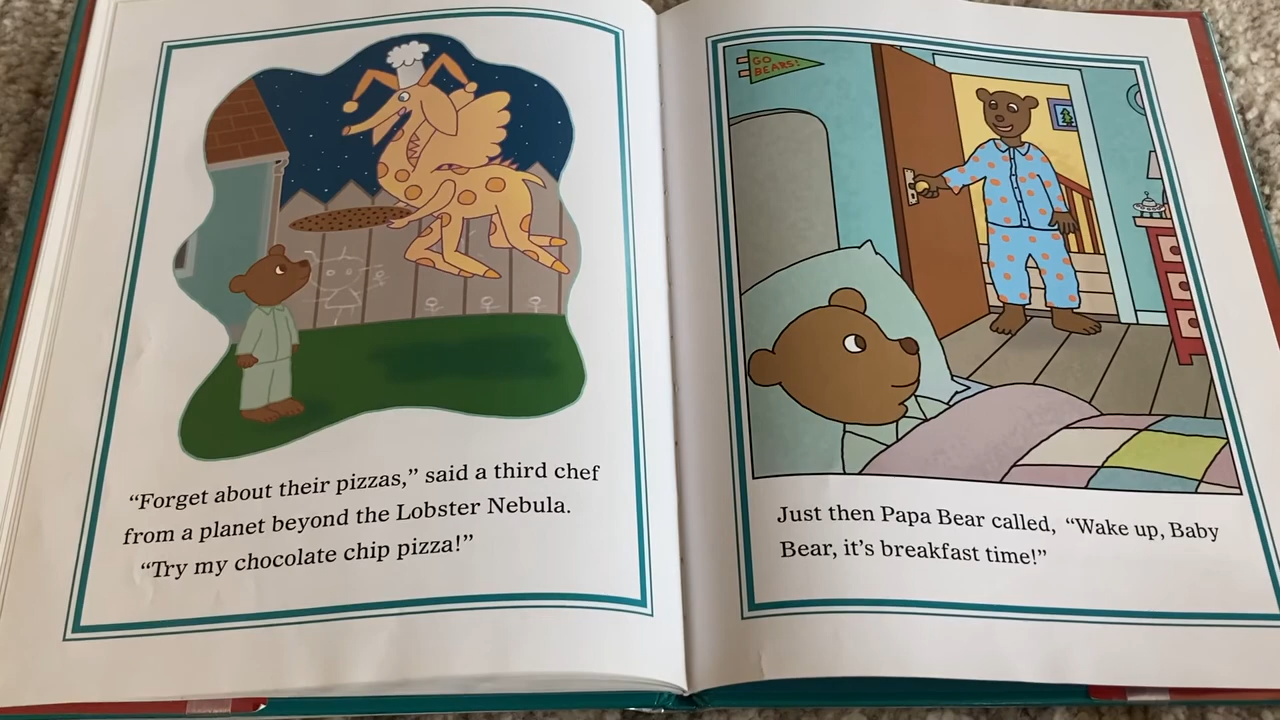 “Forget about their pizzas,” said a third chef
from a planet beyond the Lobster Nebula.
“Try my chocolate chip pizza!”
GO
BEARS!
Just then Papa Bear called, “Wake up, Baby
Bear, it’s breakfast time!”